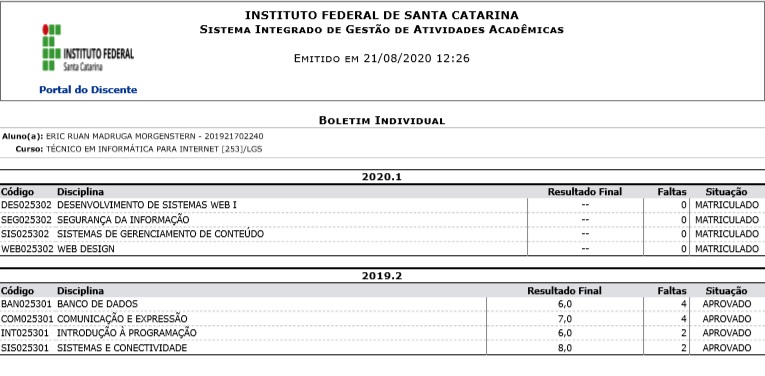 INSTITUTO FEDERAL DE SANTA CATARINA
SISTEMA INTEGRADO DE GESTÃO DE ATIVIDADES ACADÊMICAS
INSTITUTO FEDERAL
Santa Catarina
EMITIDO EM 21/08/2020 12:26
Portal do Discente
BOLETIM INDIVIDUAL
Aluno(a): ERIC RUAN MADRUGA MORGENSTERN - 201921702240
Curso: TÉCNICO EM INFORMÁTICA PARA INTERNET [253]/LGS
2020.1
Código Disciplina Resultado Final Faltas Situação
DES025302 DESENVOLVIMENTO DE SISTEMAS WEB I -- 0 MATRICULADO
SEG025302 SEGURANÇA DA INFORMAÇÃO -- 0 MATRICULADO
SIS025302 SISTEMAS DE GERENCIAMENTO DE CONTEÚDO -- 0 MATRICULADO
WEB025302 WEB DESIGN -- 0 MATRICULADO
2019.2
Código Disciplina Resultado Final Faltas Situação
BAN025301 BANCO DE DADOS 6,0 4 APROVADO
COM025301 COMUNICAÇÃO E EXPRESSÃO 7,0 4 APROVADO
INT025301 INTRODUÇÃO À PROGRAMAÇÃO 6,0 2 APROVADO
SIS025301 SISTEMAS E CONECTIVIDADE 8,0 2 APROVADO